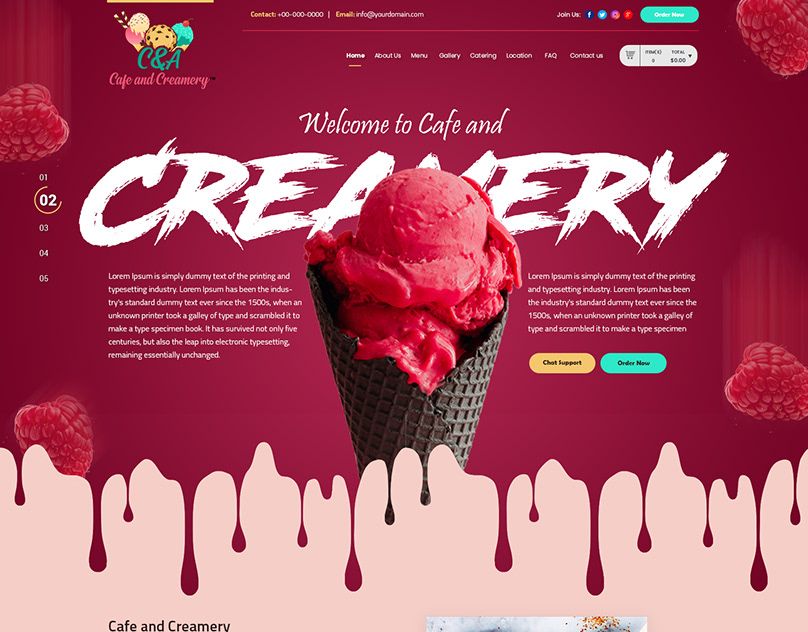 Contact: +00-000-0000 | Email: info@yourdomain.com
Join Us:
Order Now
C&A
Cafe and Creamery™
Home About Us Menu Gallery Catering Location FAQ Contact us
ITEM(S) TOTAL
0 $0.00
Welcome to Cafe and
CREAMERY
01
02
03
04
05
Lorem Ipsum is simply dummy text of the printing and
typesetting industry. Lorem Ipsum has been the indus-
try's standard dummy text ever since the 1500s, when an
unknown printer took a galley of type and scrambled it to
make a type specimen book. It has survived not only five
centuries, but also the leap into electronic typesetting,
remaining essentially unchanged.
Lorem Ipsum is simply dummy text of the printing and
typesetting industry. Lorem Ipsum has been the
industry's standard dummy text ever since the
1500s, when an unknown printer took a galley of
type and scrambled it to make a type specimen
Chat Support
Order Now
Cafe and Creamery